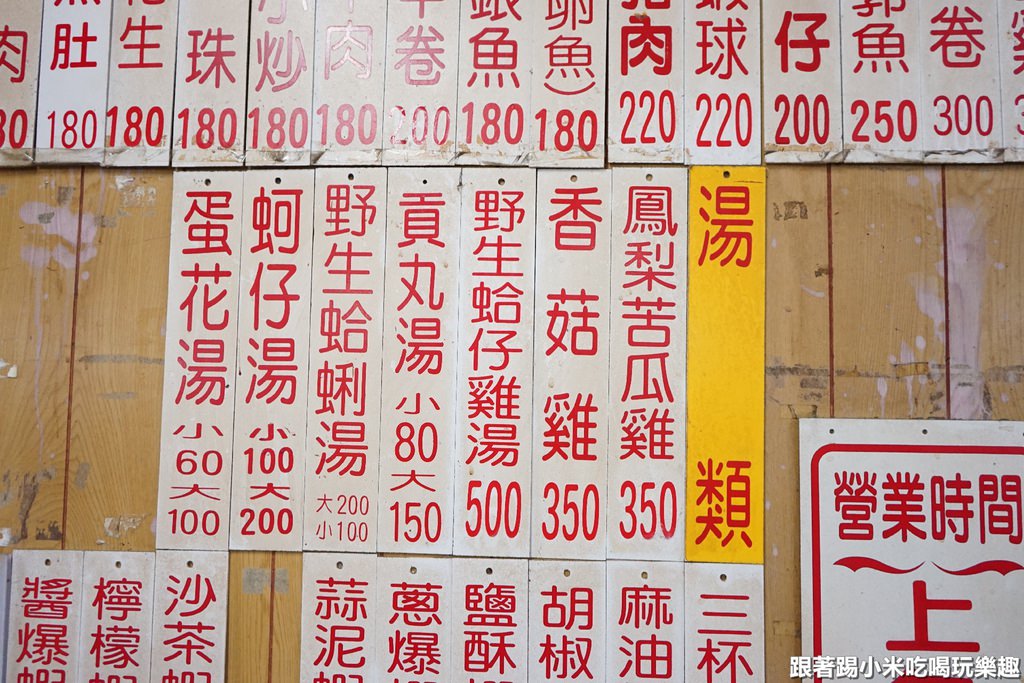 卷 300
魚 250
仔 200
球 220
肉 220
卵魚) 180
銀魚 180
卷 200
肉 180
小炒 180
珠 180
生 180
肚 180
肉
湯類
鳳梨苦瓜雞 350
香菇雞 350
野生蛤仔雞湯 500
貢丸湯 小80 大150
野生蛤蜊湯 大200 小100
蚵仔湯 小100 大200
蛋花湯 小60 大100
營業時間
上
三杯
麻油
胡椒
鹽酥
蔥爆
蒜泥
沙茶蝦
檸檬蝦
醬爆蝦
跟著踢小米吃喝玩樂趣